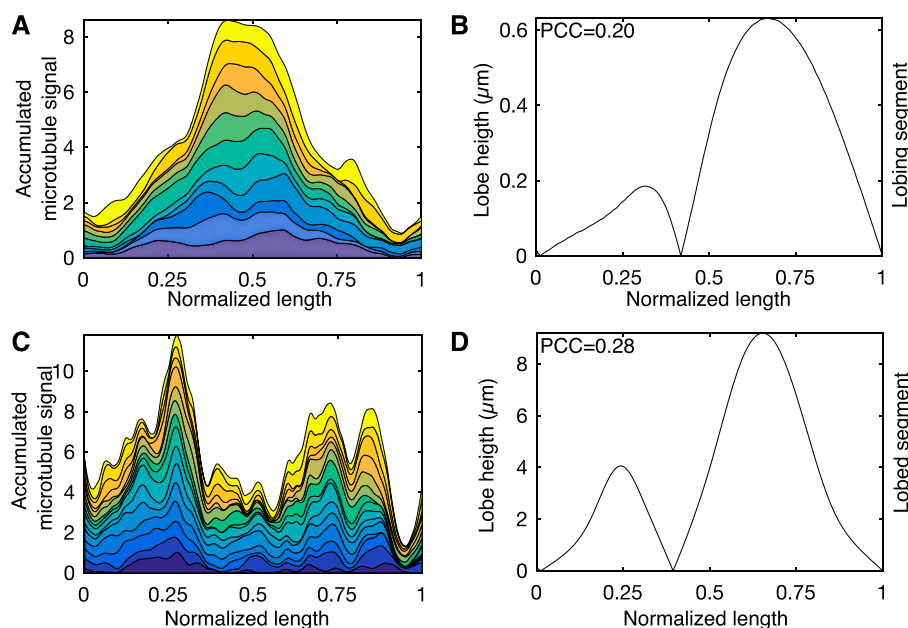 A
Accumulated
microtubule signal
8
6
4
2
0
0 0.25 0.5 0.75 1
Normalized length
B
PCC=0.20
Lobe heigth (µm)
0.6
0.4
0.2
0
0 0.25 0.5 0.75 1
Normalized length
Lobing segment
C
Accumulated
microtubule signal
10
8
6
4
2
0
0 0.25 0.5 0.75 1
Normalized length
D
PCC=0.28
Lobe heigth (µm)
8
6
4
2
0
0 0.25 0.5 0.75 1
Normalized length
Lobed segment